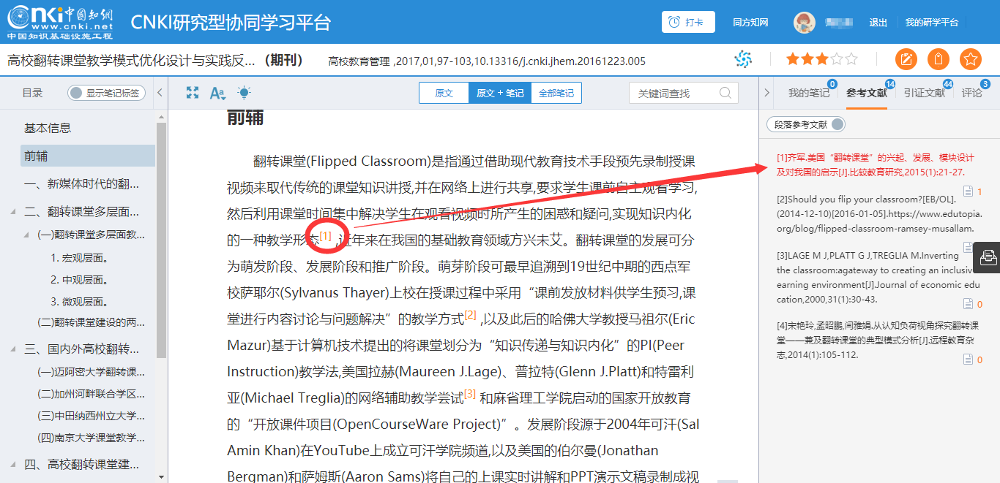 Cnki中国知网
www.cnki.net
中国知识基础设施工程
CNKI研究型协同学习平台
打卡
同方知网
退出
我的研学平台
高校翻转课堂教学模式优化设计与实践反... (期刊)
高校教育管理 ,2017,01,97-103,10.13316/j.cnki.jhem.20161223.005
目录
显示笔记标签
基本信息
前辅
一、新媒体时代的翻...
二、翻转课堂多层面...
(一)翻转课堂多层面教...
1. 宏观层面。
2. 中观层面。
3. 微观层面。
(二)翻转课堂建设的两...
三、国内外高校翻转...
(一)迈阿密大学翻转课...
(二)加州河畔联合学区...
(三)中田纳西州立大学...
(四)南京大学课堂教学...
四、高校翻转课堂建...
Aa
原文
原文 + 笔记
全部笔记
关键词查找
前辅
翻转课堂(Flipped Classroom)是指通过借助现代教育技术手段预先录制授课
视频来取代传统的课堂知识讲授,并在网络上进行共享,要求学生课前自主观看学习,
然后利用课堂时间集中解决学生在观看视频时所产生的困惑和疑问,实现知识内化
的一种教学形态[1] ,近年来在我国的基础教育领域方兴未艾。翻转课堂的发展可分
为萌发阶段、发展阶段和推广阶段。萌芽阶段可最早追溯到19世纪中期的西点军
校萨耶尔(Sylvanus Thayer)上校在授课过程中采用“课前发放材料供学生预习,课
堂进行内容讨论与问题解决”的教学方式[2] ,以及此后的哈佛大学教授马祖尔(Eric
Mazur)基于计算机技术提出的将课堂划分为“知识传递与知识内化”的PI(Peer
Instruction)教学法,美国拉赫(Maureen J.Lage)、普拉特(Glenn J.Platt)和特雷利
亚(Michael Treglia)的网络辅助教学尝试[3] 和麻省理工学院启动的国家开放教育
的“开放课件项目(OpenCourseWare Project)”。发展阶段源于2004年可汗(Sal
Amin Khan)在YouTube上成立可汗学院频道,以及美国的伯尔曼(Jonathan
Bergman)和萨姆斯(Aaron Sams)将自己的上课实时讲解和PPT演示文稿录制成视
我的笔记 0
参考文献 14
引证文献 44
评论 3
段落参考文献
[1]齐军.美国“翻转课堂”的兴起、发展、模块设计
及对我国的启示[J].比较教育研究,2015(1):21-27.
1
[2]Should you flip your classroom?[EB/OL].
(2014-12-10)[2016-01-05].https://www.edutopia.
org/blog/flipped-classroom-ramsey-musallam.
[3]LAGE M J,PLATT G J,TREGLIA M.Inverting
the classroom:agateway to creating an inclusiv
earning environment[J].Journal of economic edu
cation,2000,31(1):30-43.
0
[4]宋艳玲,孟昭鹏,闫雅娟.从认知负荷视角探究翻转课
堂——兼及翻转课堂的典型模式分析[J].远程教育杂
志,2014(1):105-112.
0